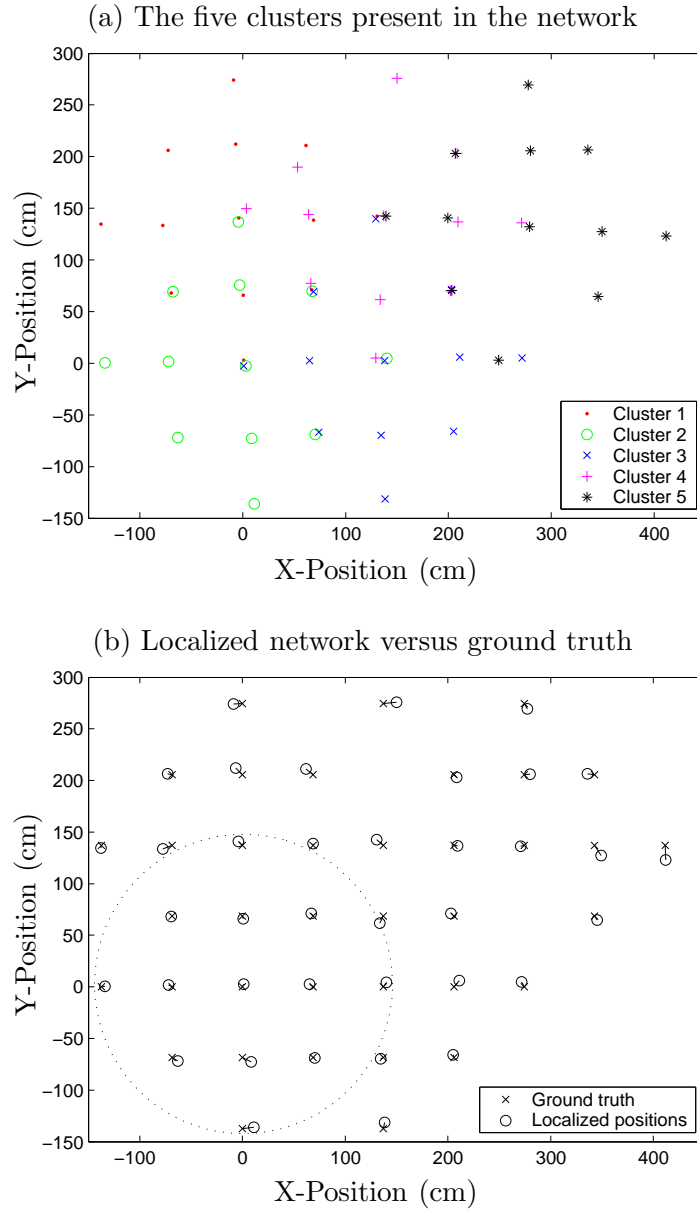 (a) The five clusters present in the network
300
250
200
150
100
50
0
−50
−100
−150
−100 0 100 200 300 400
Y-Position (cm)
X-Position (cm)
Cluster 1
Cluster 2
Cluster 3
Cluster 4
Cluster 5
(b) Localized network versus ground truth
300
250
200
150
100
50
0
−50
−100
−150
−100 0 100 200 300 400
Y-Position (cm)
X-Position (cm)
Ground truth
Localized positions